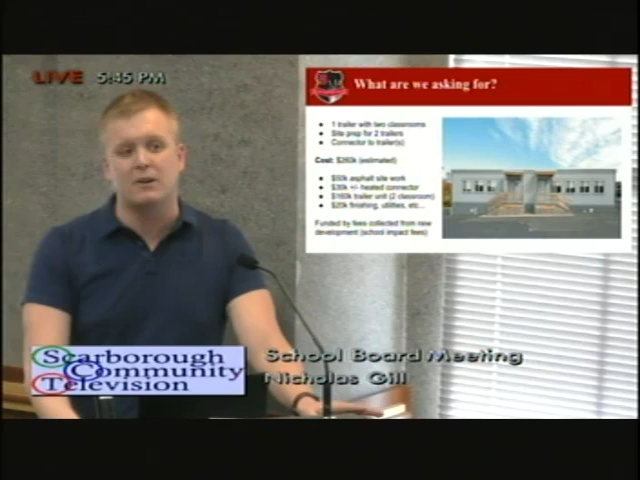 LIVE 5:45 PM
What are we asking for?
● 1 trailer with two classrooms
● Site prep for 2 trailers
● Connector to trailer(s)
Cost: $260k (estimated)
● $50k asphalt site work
● $30k +/- heated connector
● $160k trailer unit (2 classroom)
● $20k finishing, utilities, etc...
Funded by fees collected from new
development (school impact fees)
Scarborough
Community
Television
School Board Meeting
Nicholas Gill